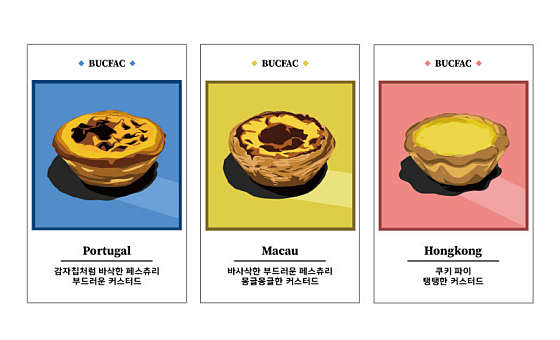 BUCFAC
BUCFAC
BUCFAC
Portugal
감자칩처럼 바삭한 페스츄리
부드러운 커스터드
Macau
바사삭한 부드러운 페스츄리
몽글몽글한 커스터드
Hongkong
쿠키 파이
탱탱한 커스터드